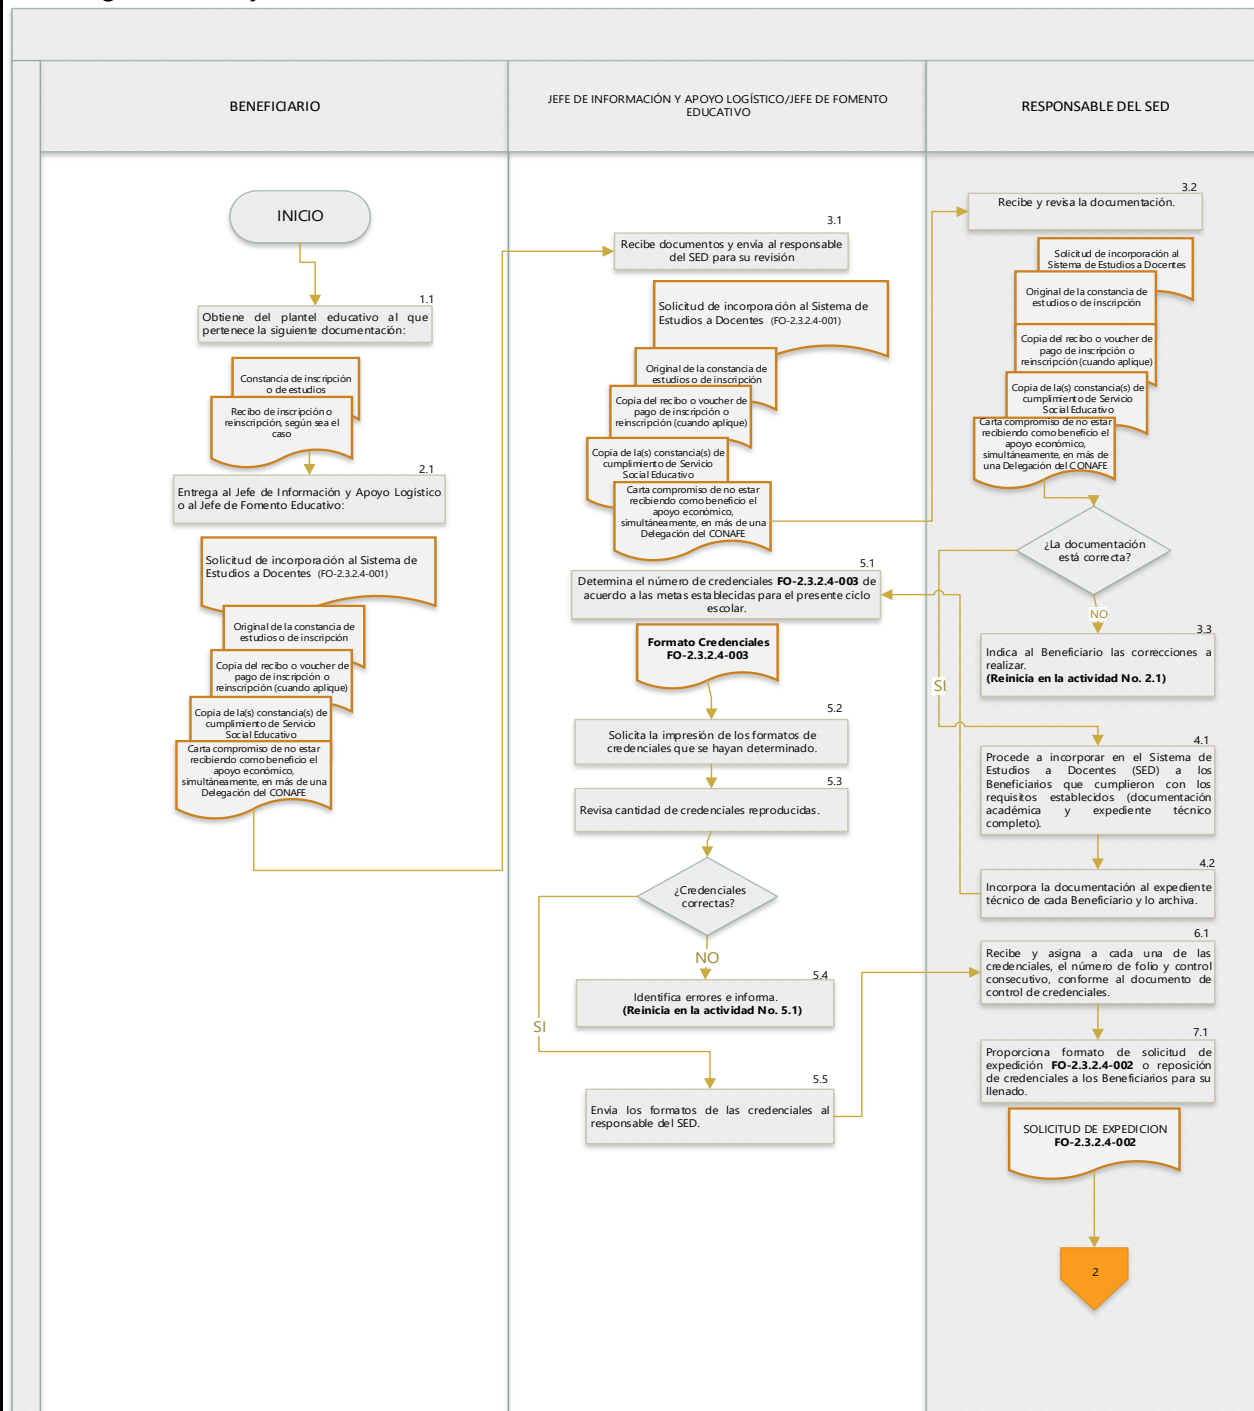 BENEFICIARIO
JEFE DE INFORMACIÓN Y APOYO LOGÍSTICO/JEFE DE FOMENTO
EDUCATIVO
RESPONSABLE DEL SED
INICIO
1.1
Obtiene del plantel educativo al que
pertenece la siguiente documentación:
Constancia de inscripción
o de estudios
Recibo de inscripción o
reinscripción, según sea el
caso
2.1
Entrega al Jefe de Información y Apoyo Logístico
o al Jefe de Fomento Educativo:
Solicitud de incorporación al Sistema de
Estudios a Docentes (FO-2.3.2.4-001)
Original de la constancia de
estudios o de inscripción
Copia del recibo o voucher de
pago de inscripción o
reinscripción (cuando aplique)
Copia de la(s) constancia(s) de
cumplimiento de Servicio
Social Educativo
Carta compromiso de no estar
recibiendo como beneficio el
apoyo económico,
simultáneamente, en más de una
Delegación del CONAFE
3.1
Recibe documentos y envía al responsable
del SED para su revisión
Solicitud de incorporación al Sistema de
Estudios a Docentes (FO-2.3.2.4-001)
Original de la constancia de
estudios o de inscripción
Copia del recibo o voucher de
pago de inscripción o
reinscripción (cuando aplique)
Copia de la(s) constancia(s) de
cumplimiento de Servicio
Social Educativo
Carta compromiso de no estar
recibiendo como beneficio el
apoyo económico,
simultáneamente, en más de una
Delegación del CONAFE
5.1
Determina el número de credenciales FO-2.3.2.4-003 de
acuerdo a las metas establecidas para el presente ciclo
escolar.
Formato Credenciales
FO-2.3.2.4-003
5.2
Solicita la impresión de los formatos de
credenciales que se hayan determinado.
5.3
Revisa cantidad de credenciales reproducidas.
¿Credenciales
correctas?
NO
SI
5.4
Identifica errores e informa.
(Reinicia en la actividad No. 5.1)
5.5
Envía los formatos de las credenciales al
responsable del SED.
3.2
Recibe y revisa la documentación.
Solicitud de incorporación al
Sistema de Estudios a Docentes
Original de la constancia de
estudios o de inscripción
Copia del recibo o voucher de
pago de inscripción o
reinscripción (cuando aplique)
Copia de la(s) constancia(s) de
cumplimiento de Servicio
Social Educativo
Carta compromiso de no estar
recibiendo como beneficio el
apoyo económico,
simultáneamente, en más de
una Delegación del CONAFE
¿La documentación
está correcta?
NO
SI
3.3
Indica al Beneficiario las correcciones a
realizar.
(Reinicia en la actividad No. 2.1)
4.1
Procede a incorporar en el Sistema de
Estudios a Docentes (SED) a los
Beneficiarios que cumplieron con los
requisitos establecidos (documentación
académica y expediente técnico
completo).
4.2
Incorpora la documentación al expediente
técnico de cada Beneficiario y lo archiva.
6.1
Recibe y asigna a cada una de las
credenciales, el número de folio y control
consecutivo, conforme al documento de
control de credenciales.
7.1
Proporciona formato de solicitud de
expedición FO-2.3.2.4-002 o reposición
de credenciales a los Beneficiarios para su
llenado.
SOLICITUD DE EXPEDICION
FO-2.3.2.4-002
2